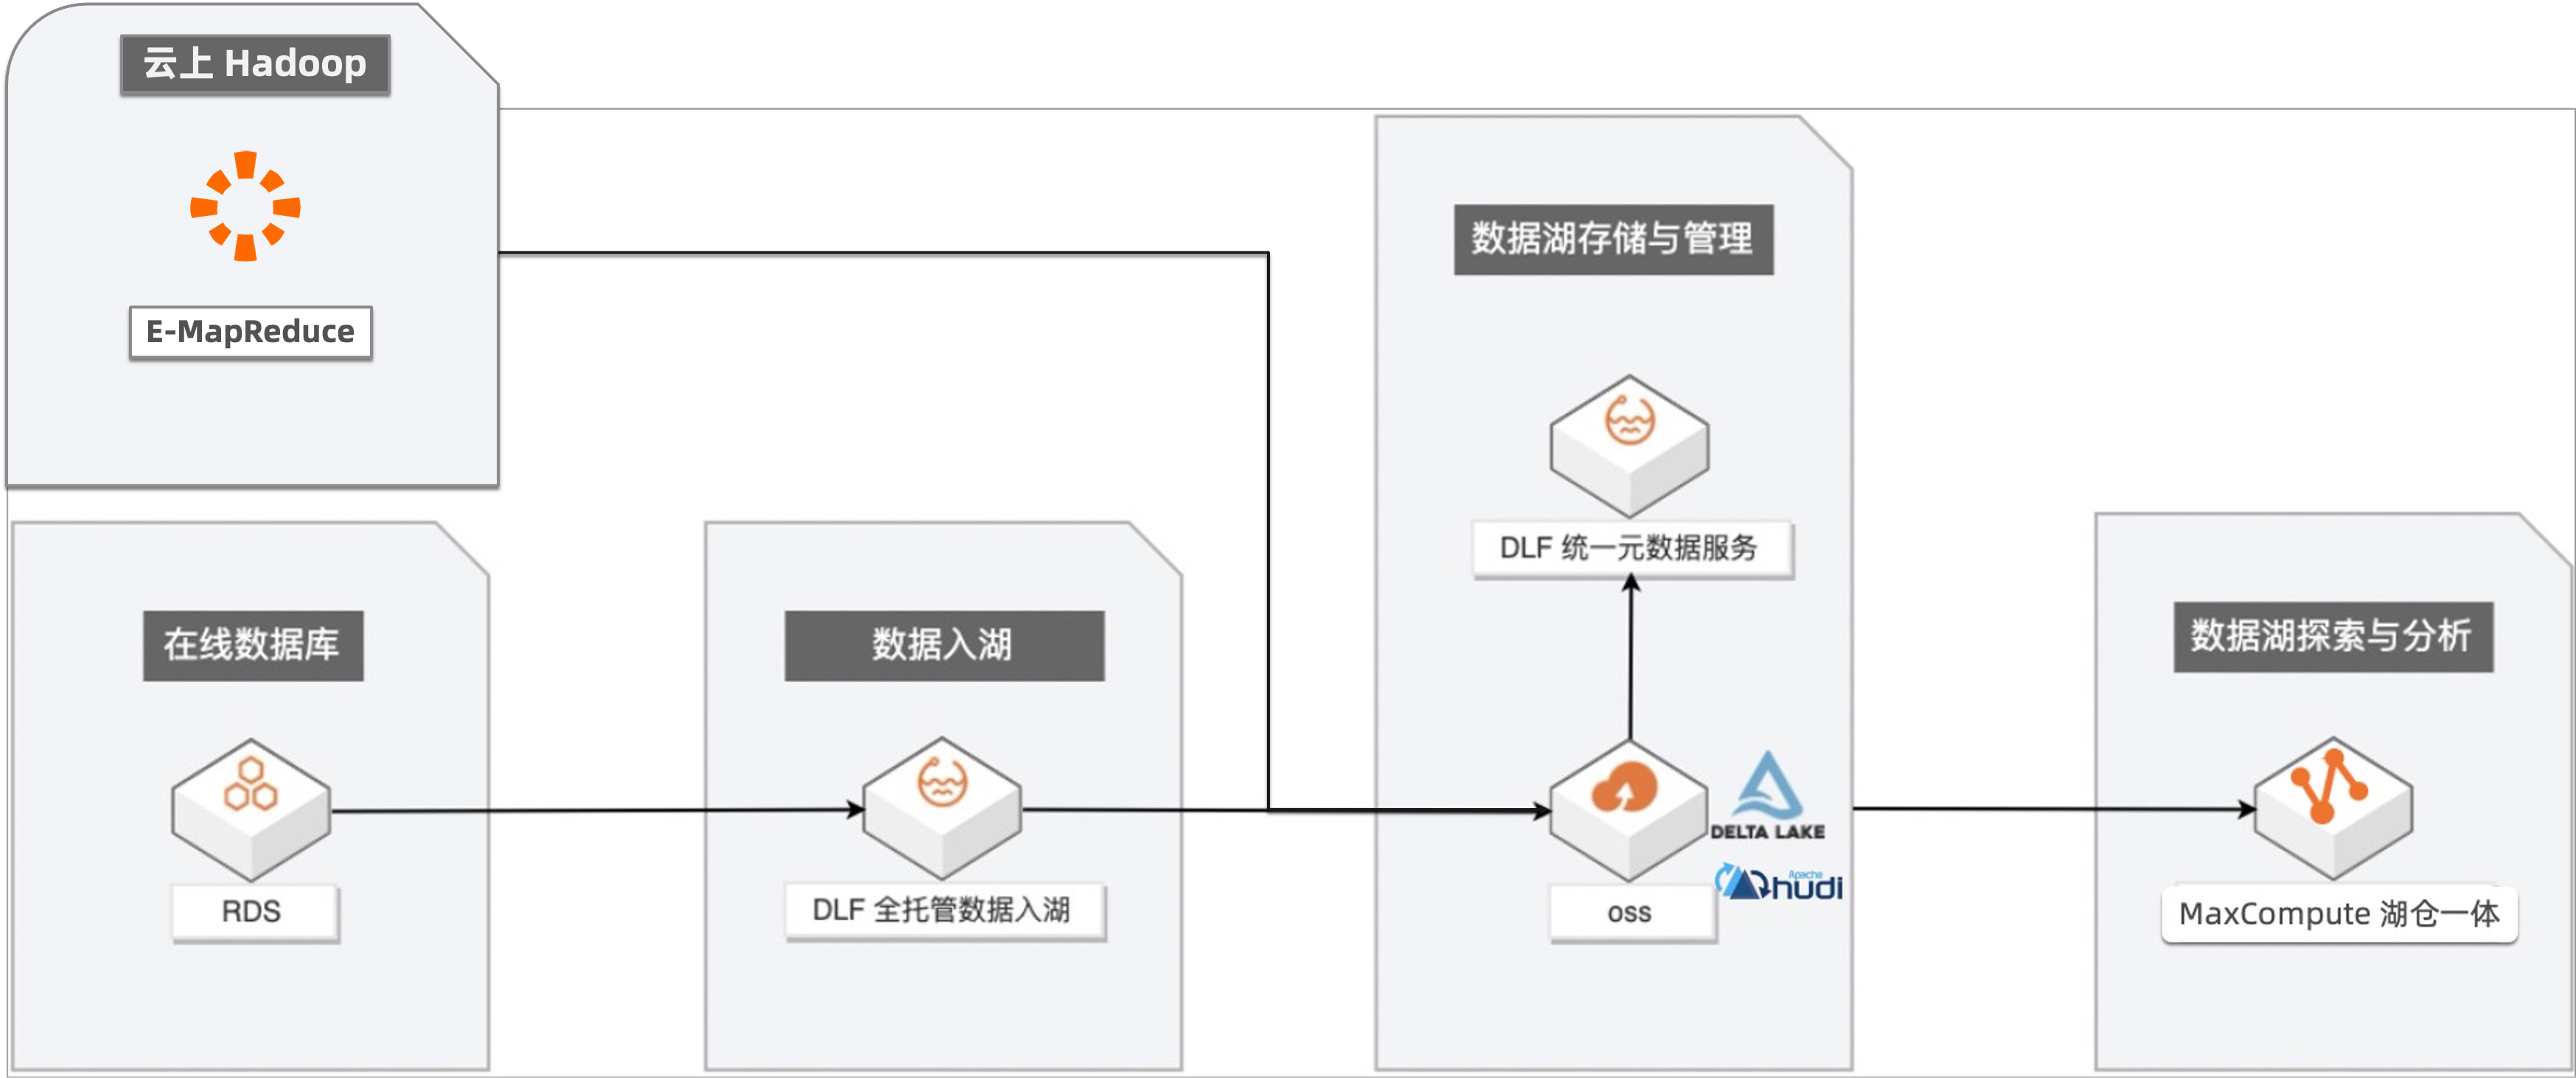 云上 Hadoop
E-MapReduce
在线数据库
RDS
数据入湖
DLF 全托管数据入湖
数据湖存储与管理
DLF 统一元数据服务
DELTA LAKE
Apache
hudi
OSS
数据湖探索与分析
MaxCompute 湖仓一体